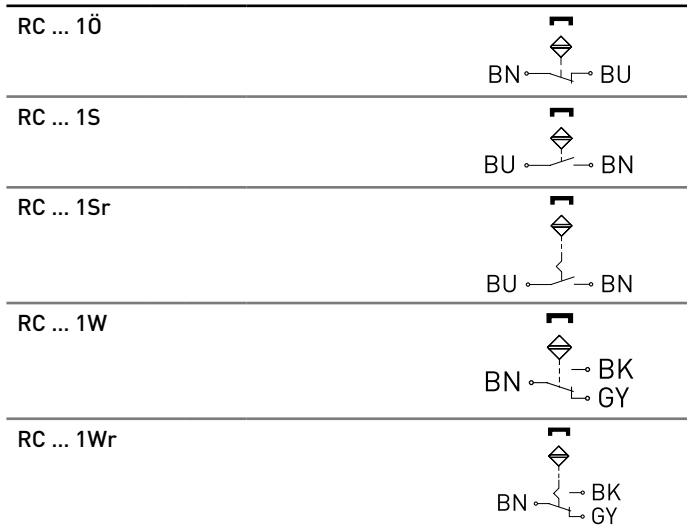 RC ... 1Ö
BN BU
RC ... 1S
BU BN
RC ... 1Sr
BU BN
RC ... 1W
BK
BN
GY
RC ... 1Wr
BK
BN
GY